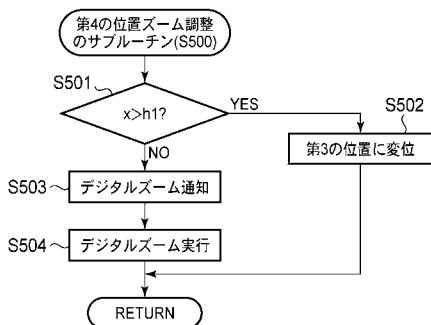 第4の位置ズーム調整
のサブルーチン(S500)
S501
x>h1?
YES
S502
第3の位置に変位
NO
S503
デジタルズーム通知
S504
デジタルズーム実行
RETURN